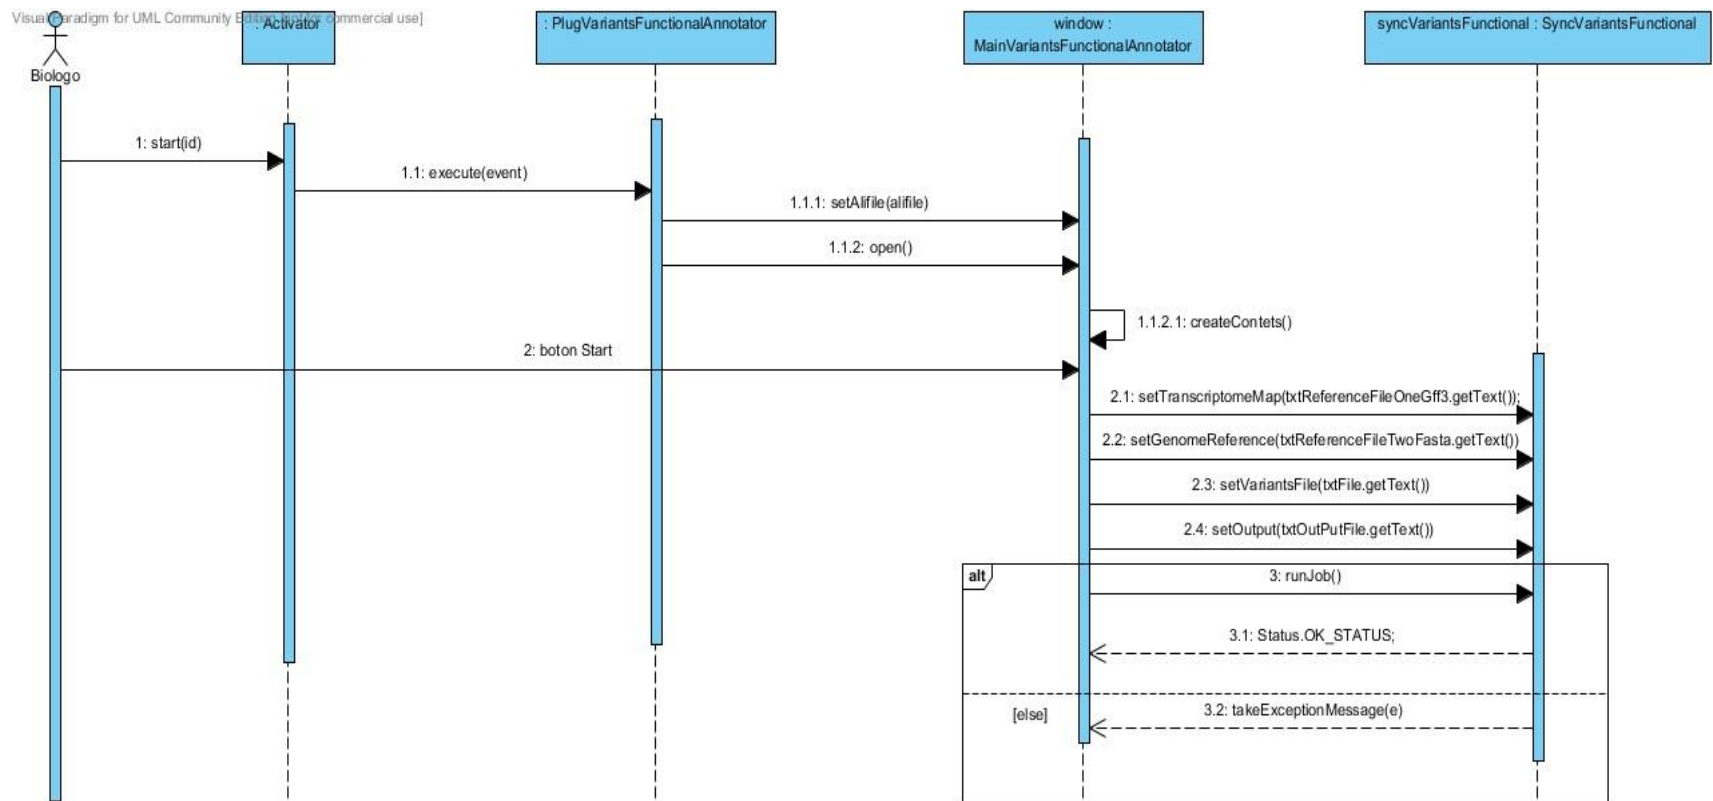 Visual Paradigm for UML Community Edition [not for commercial use]
: Activator
: PlugVariantsFunctionalAnnotator
window :
MainVariantsFunctionalAnnotator
syncVariantsFunctional : SyncVariantsFunctional
Biologo
1: start(id)
1.1: execute(event)
1.1.1: setAlifile(alifile)
1.1.2: open()
1.1.2.1: createContets()
2: boton Start
2.1: setTranscriptomeMap(txtReferenceFileOneGff3.getText());
2.2: setGenomeReference(txtReferenceFileTwoFasta.getText())
2.3: setVariantsFile(txtFile.getText())
2.4: setOutput(txtOutPutFile.getText())
alt
3: runJob()
3.1: Status.OK_STATUS;
[else]
3.2: takeExceptionMessage(e)